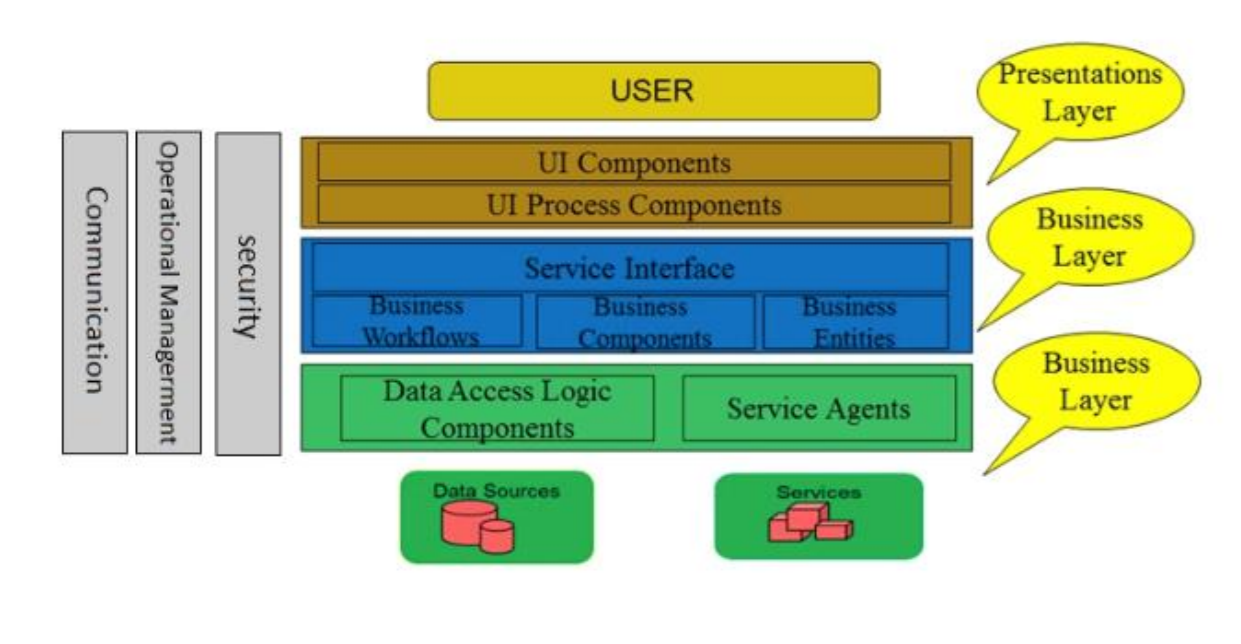 USER
Presentations
Layer
Communication
Operational Managerment
security
UI Components
UI Process Components
Business
Layer
Service Interface
Business
Workflows
Business
Components
Business
Entities
Business
Layer
Data Access Logic
Components
Service Agents
Data Sources
Services